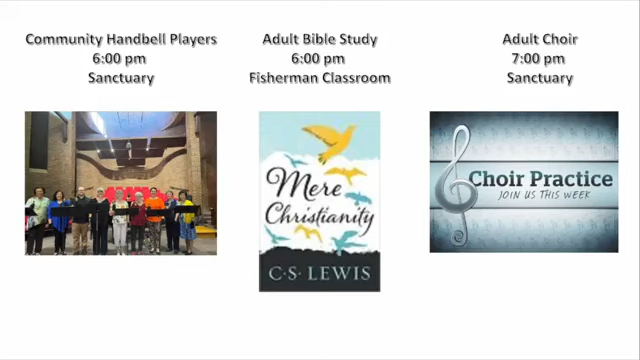 Community Handbell Players
6:00 pm
Sanctuary
Adult Bible Study
6:00 pm
Fisherman Classroom
Adult Choir
7:00 pm
Sanctuary
Mere
Christianity
C·S·LEWIS
Choir Practice
JOIN US THIS WEEK